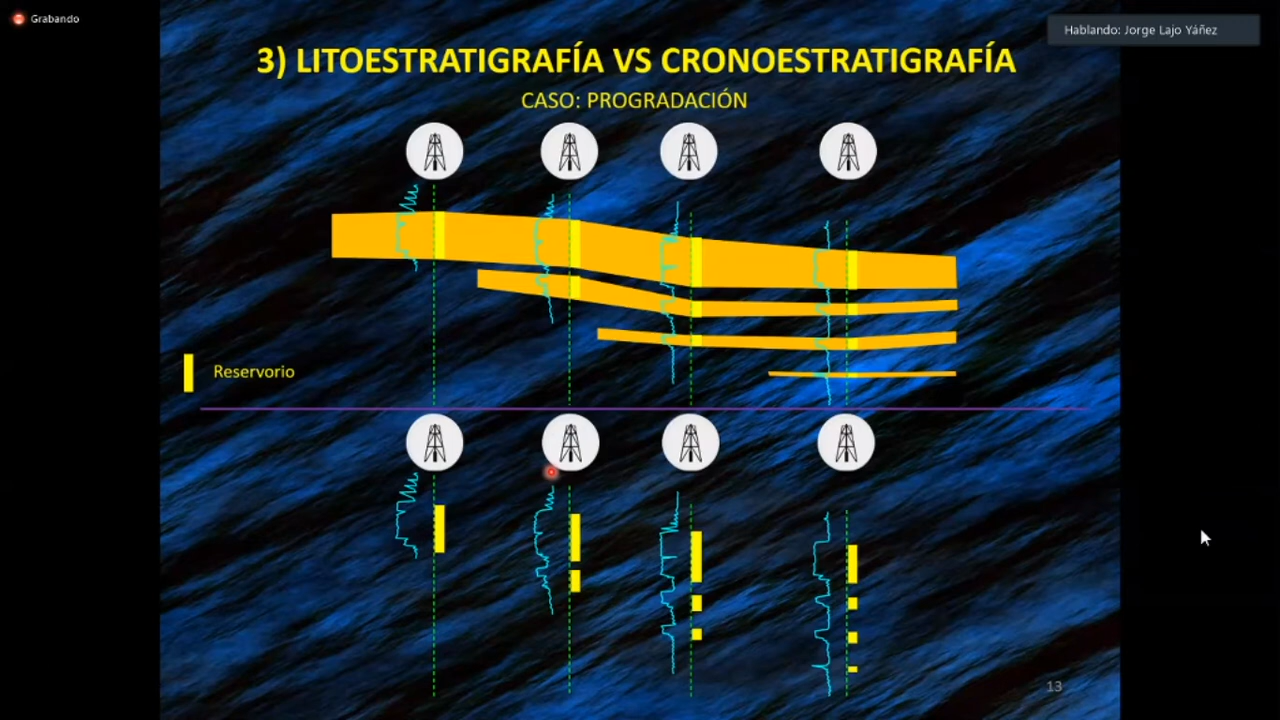 Grabando
Hablando: Jorge Lajo Yáñez
3) LITOESTRATIGRAFÍA VS CRONOESTRATIGRAFÍA
CASO: PROGRADACIÓN
Reservorio
13